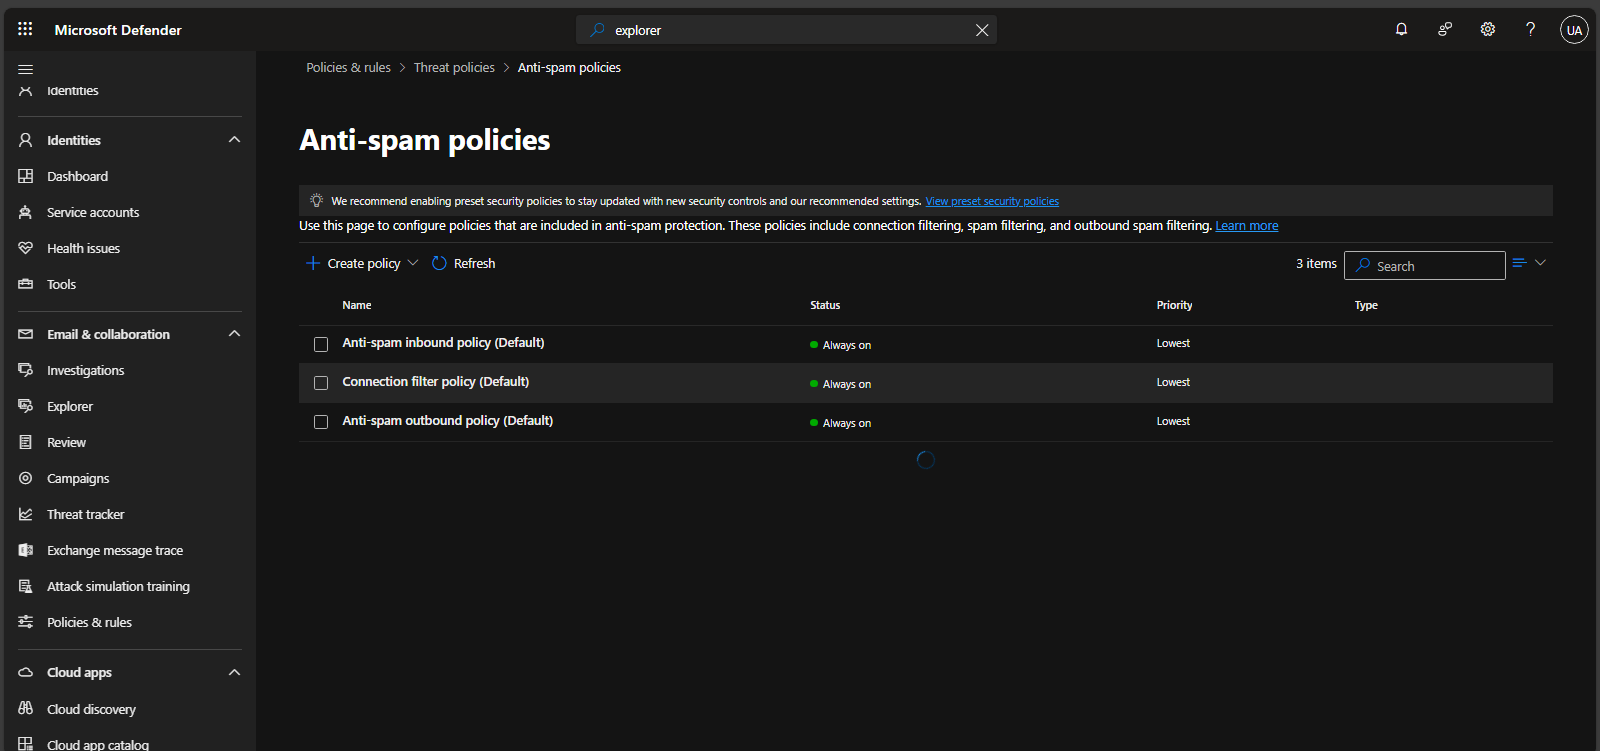 Microsoft Defender
explorer
UA
Identities
Identities
Dashboard
Service accounts
Health issues
Tools
Email & collaboration
Investigations
Explorer
Review
Campaigns
Threat tracker
Exchange message trace
Attack simulation training
Policies & rules
Cloud apps
Cloud discovery
Cloud app catalog
Policies & rules > Threat policies > Anti-spam policies
Anti-spam policies
We recommend enabling preset security policies to stay updated with new security controls and our recommended settings. View preset security policies
Use this page to configure policies that are included in anti-spam protection. These policies include connection filtering, spam filtering, and outbound spam filtering. Learn more
Create policy Refresh 3 items Search
Name Status Priority Type
Anti-spam inbound policy (Default) Always on Lowest
Connection filter policy (Default) Always on Lowest
Anti-spam outbound policy (Default) Always on Lowest